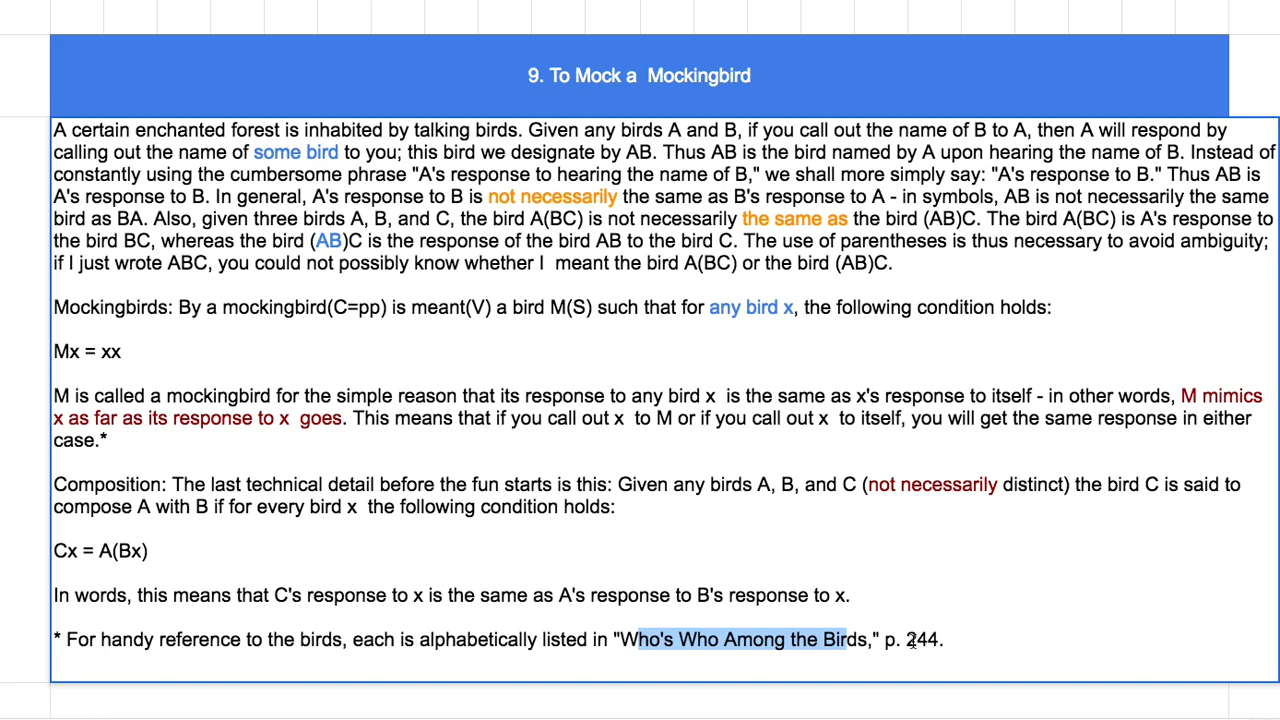 9. To Mock a  Mockingbird
A certain enchanted forest is inhabited by talking birds. Given any birds A and B, if you call out the name of B to A, then A will respond by
calling out the name of some bird to you; this bird we designate by AB. Thus AB is the bird named by A upon hearing the name of B. Instead of
constantly using the cumbersome phrase "A's response to hearing the name of B," we shall more simply say: "A's response to B." Thus AB is
A's response to B. In general, A's response to B is not necessarily the same as B's response to A - in symbols, AB is not necessarily the same
bird as BA. Also, given three birds A, B, and C, the bird A(BC) is not necessarily the same as the bird (AB)C. The bird A(BC) is A's response to
the bird BC, whereas the bird (AB)C is the response of the bird AB to the bird C. The use of parentheses is thus necessary to avoid ambiguity;
if I just wrote ABC, you could not possibly know whether I  meant the bird A(BC) or the bird (AB)C.
Mockingbirds: By a mockingbird(C=pp) is meant(V) a bird M(S) such that for any bird x, the following condition holds:
Mx = xx
M is called a mockingbird for the simple reason that its response to any bird x  is the same as x's response to itself - in other words, M mimics
x as far as its response to x  goes. This means that if you call out x  to M or if you call out x  to itself, you will get the same response in either
case.*
Composition: The last technical detail before the fun starts is this: Given any birds A, B, and C (not necessarily distinct) the bird C is said to
compose A with B if for every bird x  the following condition holds:
Cx = A(Bx)
In words, this means that C's response to x is the same as A's response to B's response to x.
* For handy reference to the birds, each is alphabetically listed in "Who's Who Among the Birds," p. 244.